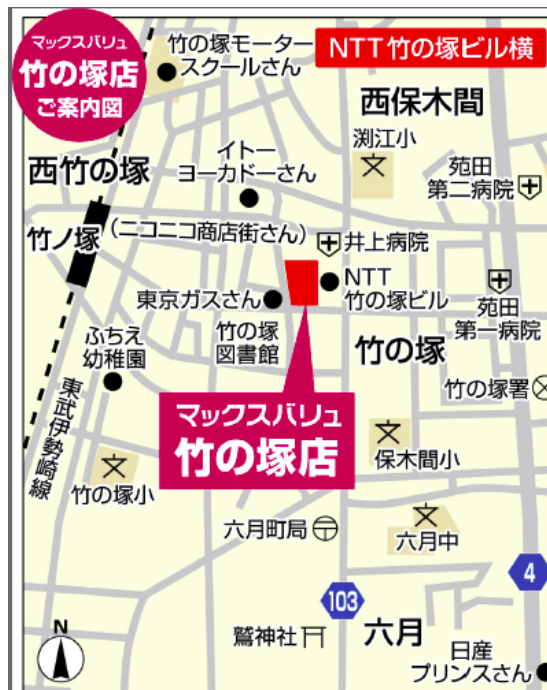 マックスバリュ
竹の塚店
ご案内図
竹の塚モーター
スクールさん
NTT竹の塚ビル横
西保木間
渕江小
苑田
第二病院
西竹の塚
イトー
ヨーカドーさん
竹ノ塚
(ニコニコ商店街さん)
井上病院
NTT
竹の塚ビル
東京ガスさん
苑田
第一病院
ふちえ
幼稚園
竹の塚
図書館
竹の塚
竹の塚署
東武伊勢崎線
マックスバリュ
竹の塚店
保木間小
竹の塚小
六月町局
六月中
4
103
鷲神社
六月
日産
プリンスさん
N